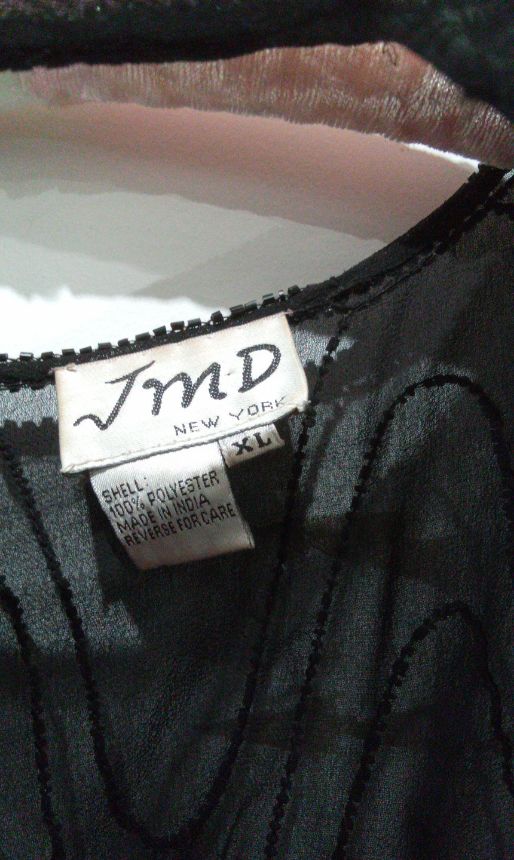 JMD
NEW YORK
XL
SHELL:
100% POLYESTER
MADE IN INDIA
REVERSE FOR CARE